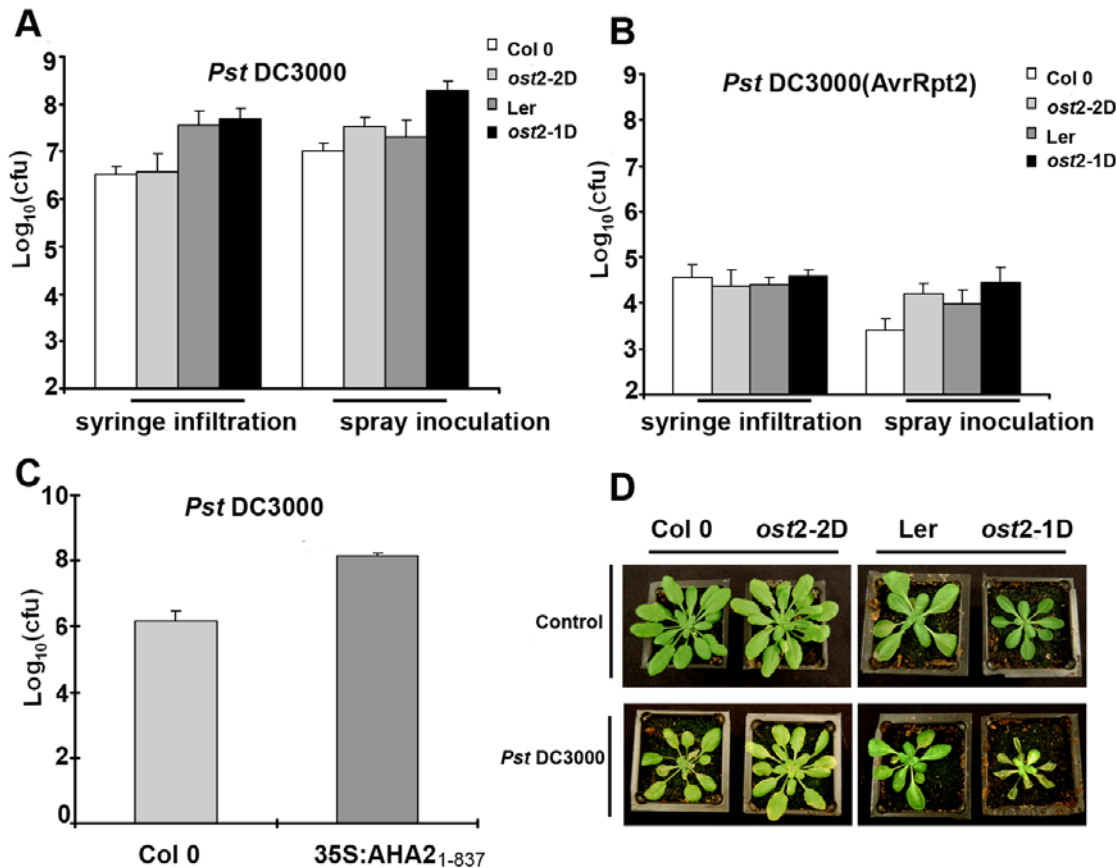 A
Pst DC3000
Col 0
ost2-2D
Ler
ost2-1D
Log10(cfu)
9
8
7
6
5
4
3
2
syringe infiltration
spray inoculation
B
Pst DC3000(AvrRpt2)
Col 0
ost2-2D
Ler
ost2-1D
Log10(cfu)
9
8
7
6
5
4
3
2
syringe infiltration
spray inoculation
C
Pst DC3000
Log10(cfu)
10
8
6
4
2
0
Col 0
35S:AHA21-837
D
Col 0
ost2-2D
Ler
ost2-1D
Control
Pst DC3000